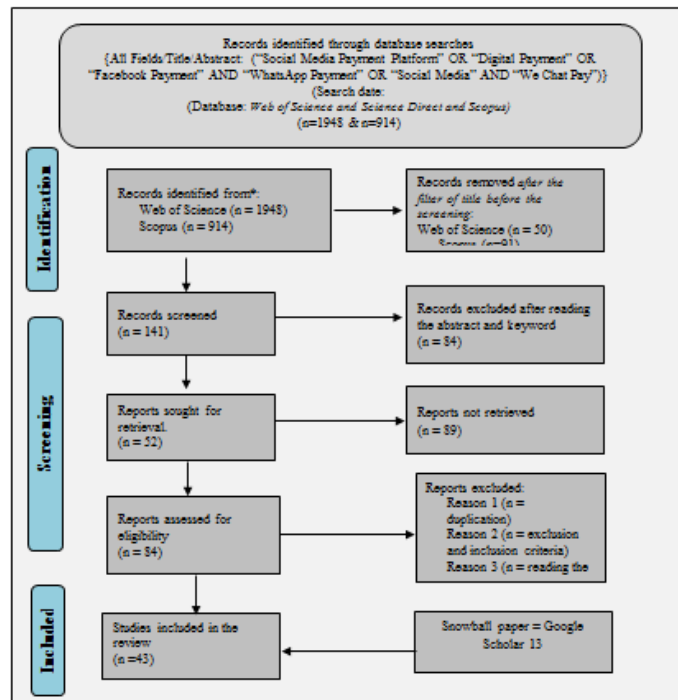 Records identified through database searches
{All Fields/Title/Abstract: (“Social Media Payment Platform” OR “Digital Payment” OR
“Facebook Payment” AND “WhatsApp Payment” OR “Social Media” AND “We Chat Pay”)}
(Search date:
(Database: Web of Science and Science Direct and Scopus)
(n=1948 & n=914)
Identification
Records identified from*:
Web of Science (n = 1948)
Scopus (n = 914)
Records removed after the
filter of title before the
screening:
Web of Science (n = 50)
Scopus (n=91)
Screening
Records screened
(n = 141)
Records excluded after reading
the abstract and keyword
(n = 84)
Reports sought for
retrieval.
(n = 52)
Reports not retrieved
(n = 89)
Reports assessed for
eligibility
(n = 84)
Reports excluded:
Reason 1 (n =
duplication)
Reason 2 (n = exclusion
and inclusion criteria)
Reason 3 (n = reading the
Included
Studies included in the
review
(n =43)
Snowball paper = Google
Scholar 13